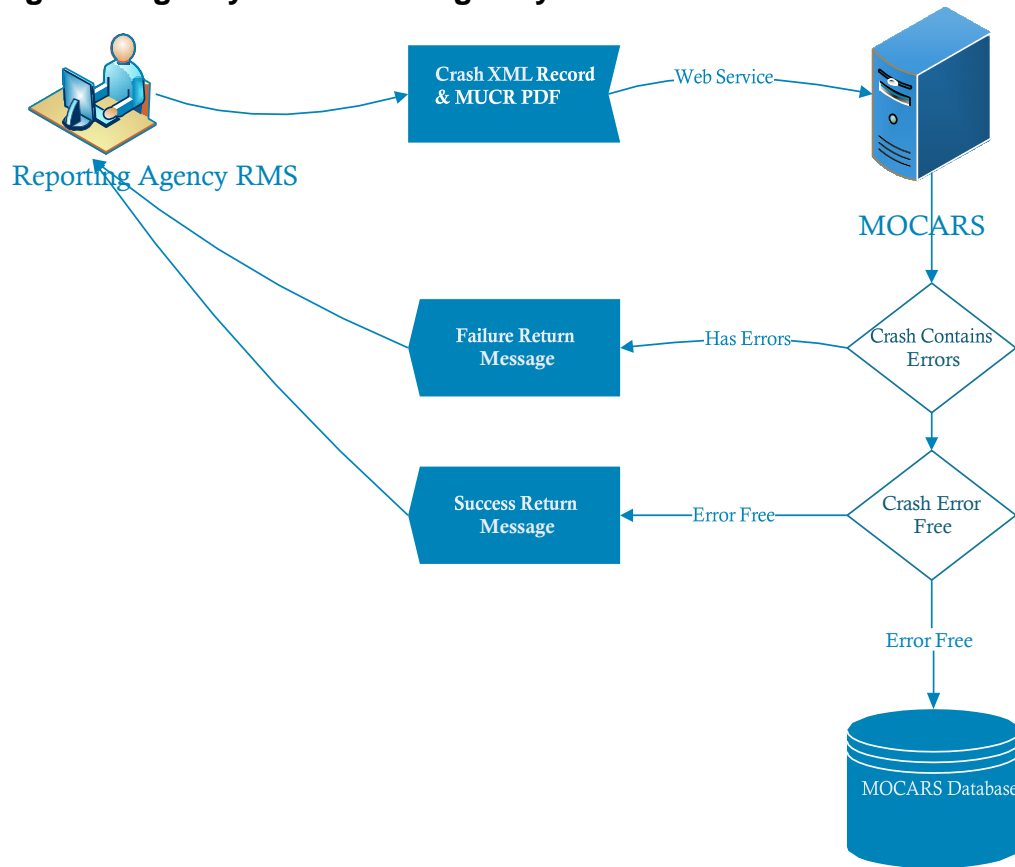 Crash XML Record
& MUCR PDF
Web Service
Reporting Agency RMS
MOCARS
Failure Return
Message
Has Errors
Crash Contains
Errors
Success Return
Message
Error Free
Crash Error
Free
Error Free
MOCARS Database